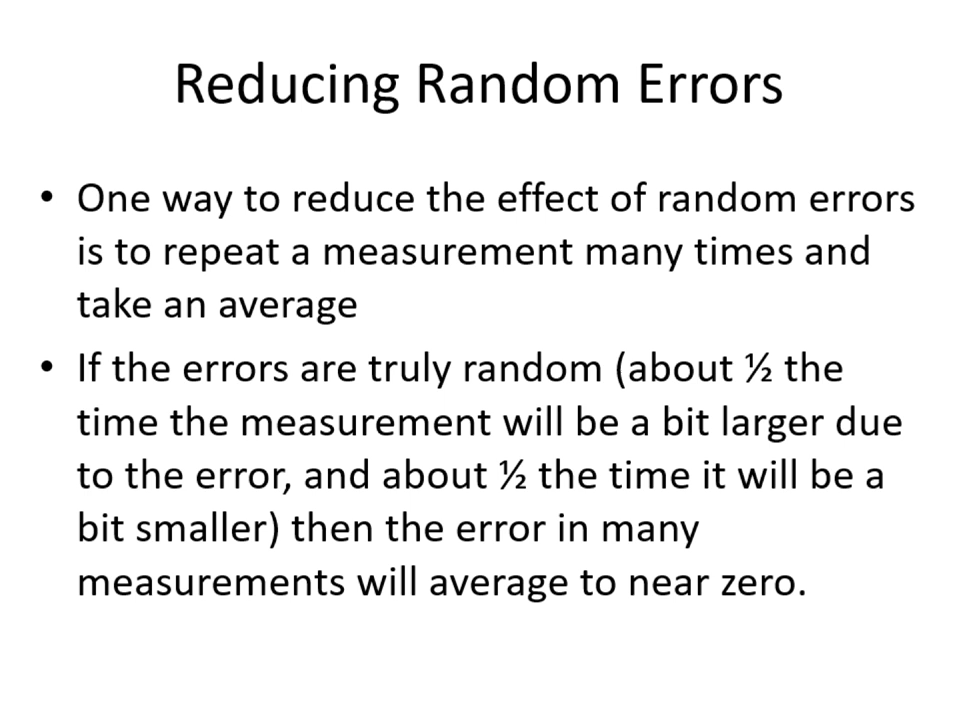 Reducing Random Errors
• One way to reduce the effect of random errors
is to repeat a measurement many times and
take an average
• If the errors are truly random (about ½ the
time the measurement will be a bit larger due
to the error, and about ½ the time it will be a
bit smaller) then the error in many
measurements will average to near zero.